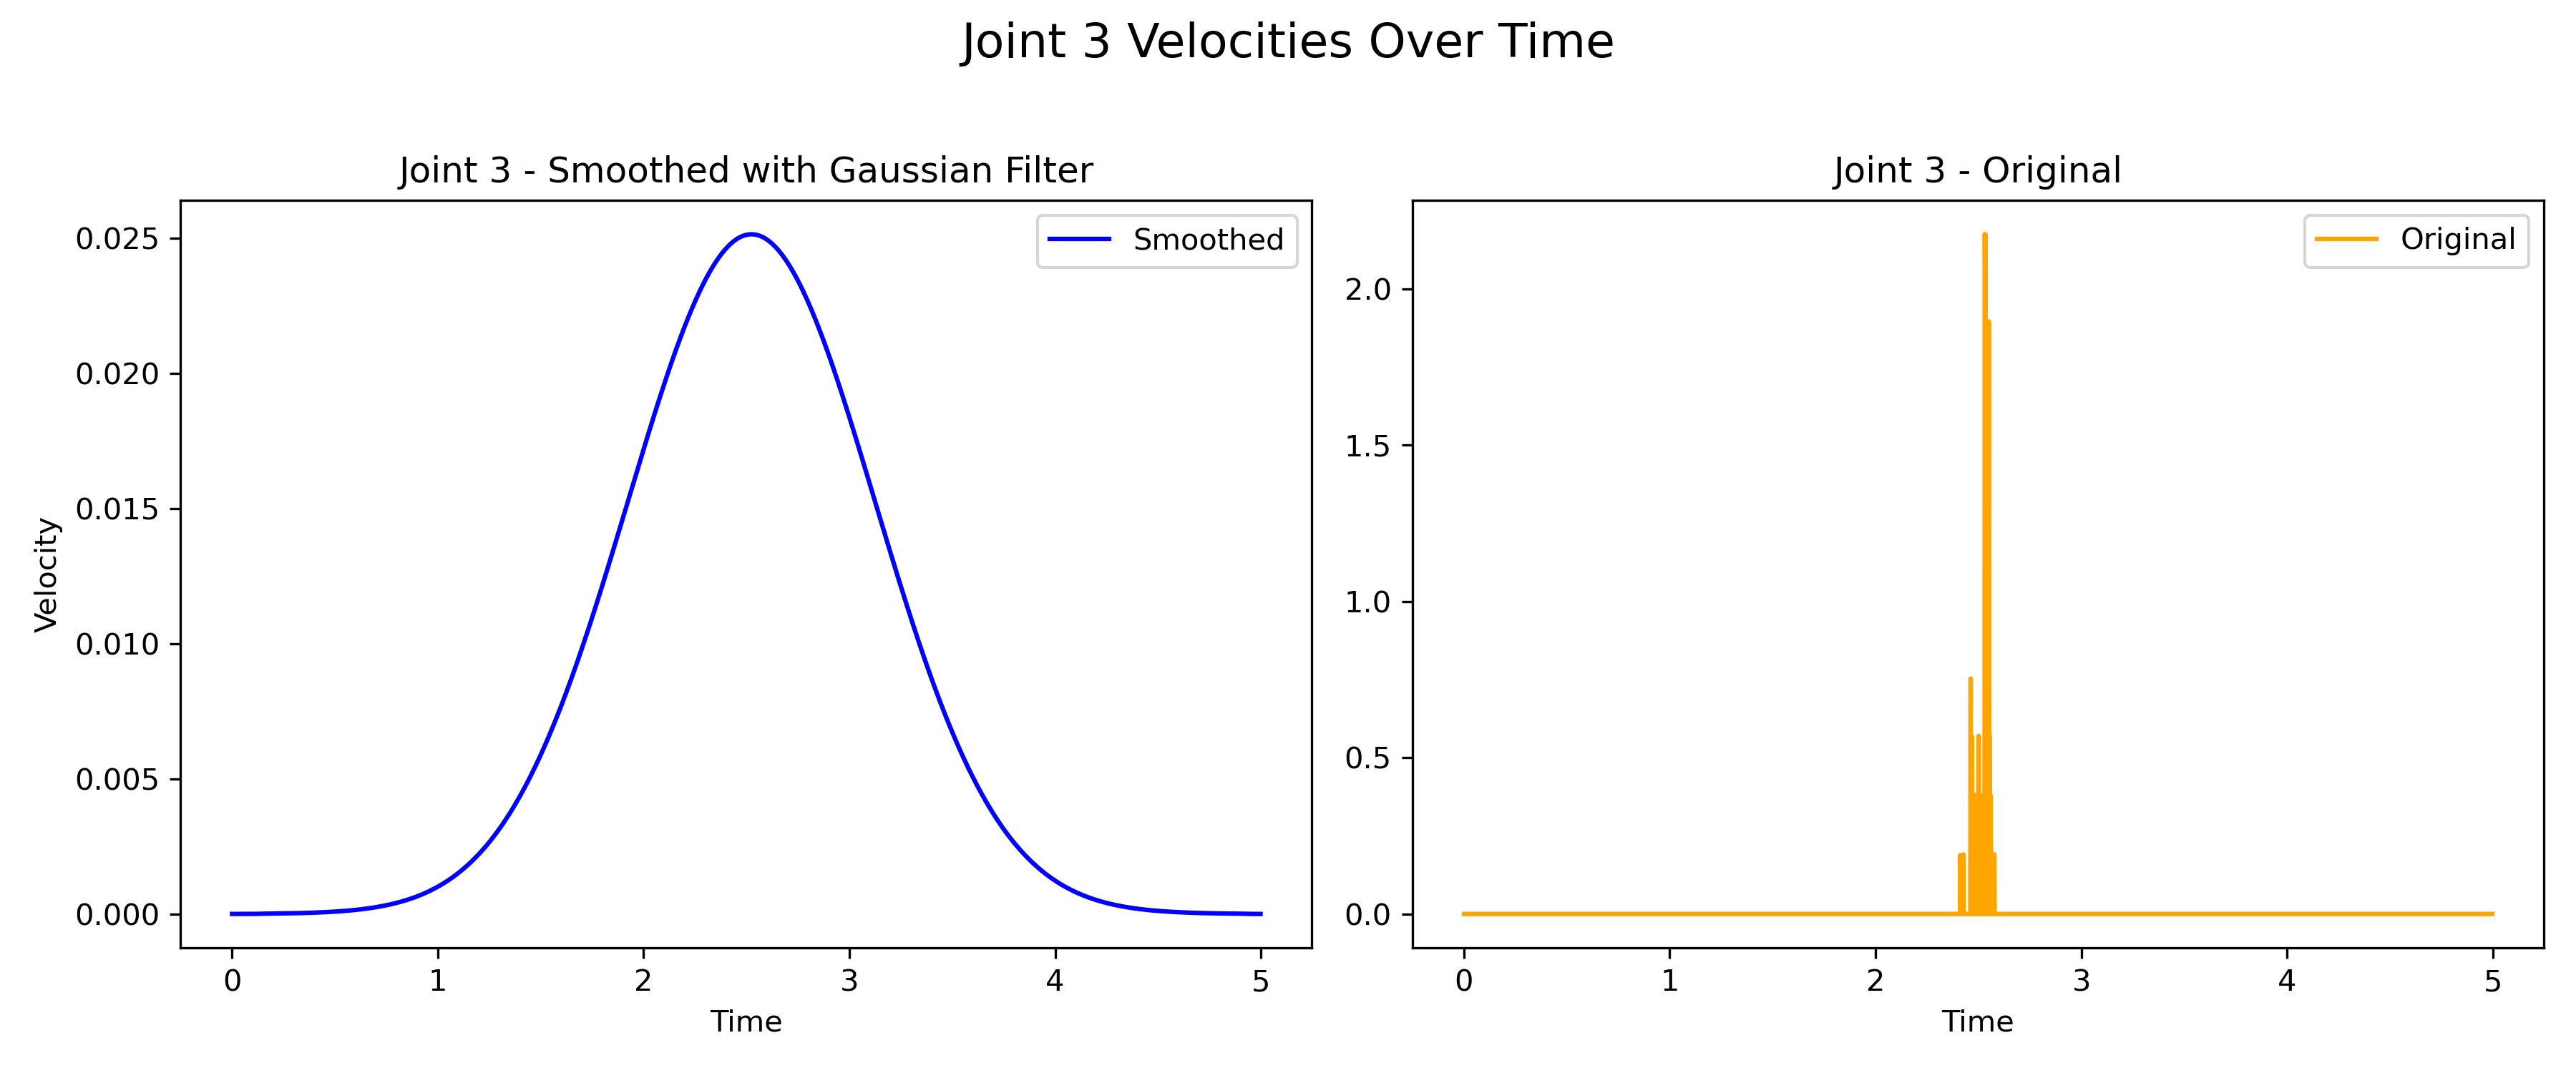 Joint 3 Velocities Over Time
Joint 3 - Smoothed with Gaussian Filter
Smoothed
0.025
0.020
0.015
0.010
0.005
0.000
Velocity
0 1 2 3 4 5
Time
Joint 3 - Original
Original
2.0
1.5
1.0
0.5
0.0
0 1 2 3 4 5
Time